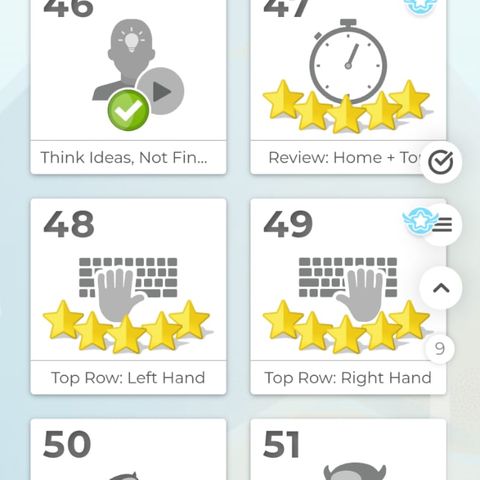 46
47
Think Ideas, Not Fin...
Review: Home + To
48
49
Top Row: Left Hand
Top Row: Right Hand
9
50
51